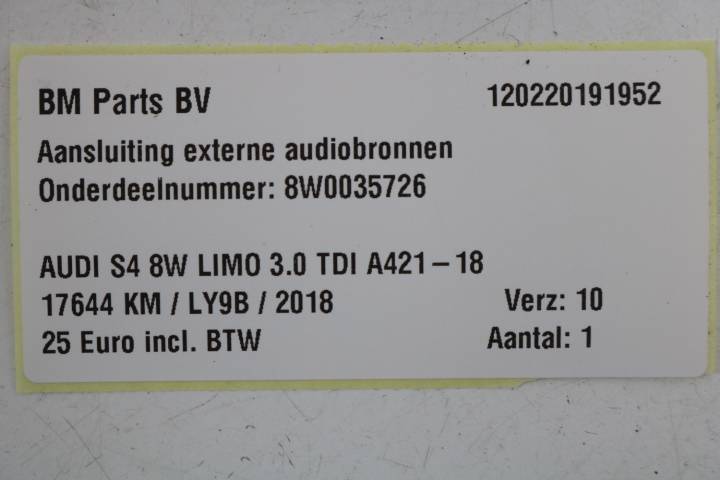 BM Parts BV 120220191952
Aansluiting externe audiobronnen
Onderdeelnummer: 8W0035726
AUDI S4 8W LIMO 3.0 TDI A421-18
17644 KM / LY9B / 2018 Verz: 10
25 Euro incl. BTW Aantal: 1